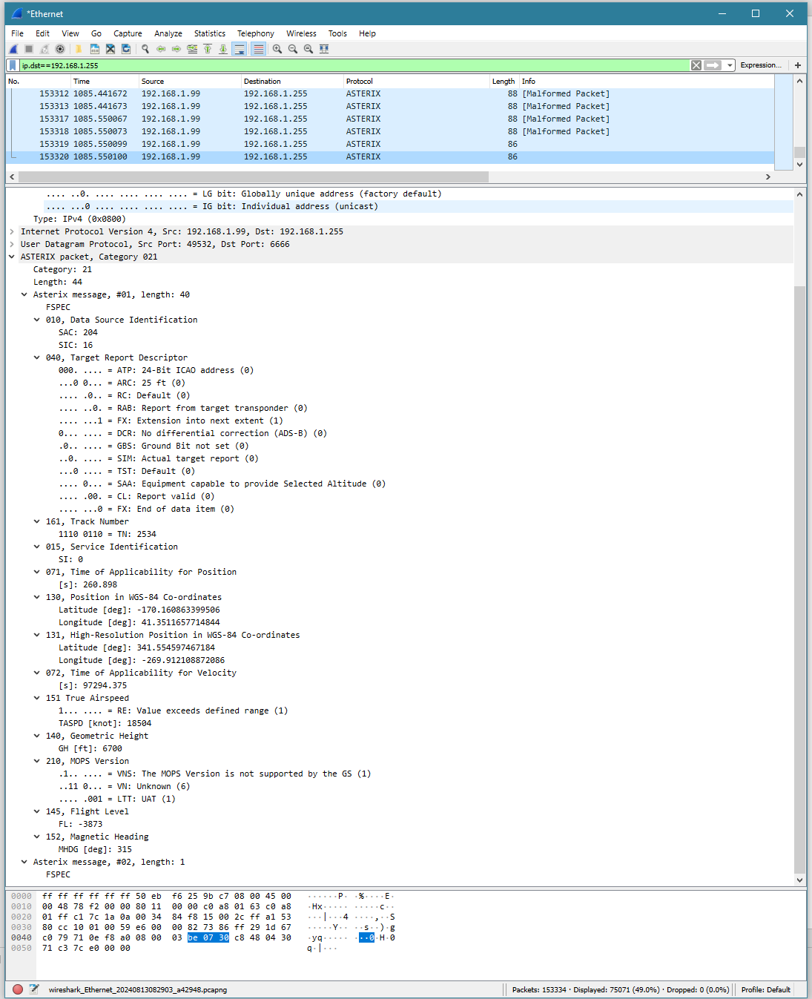 *Ethernet
File Edit View Go Capture Analyze Statistics Telephony Wireless Tools Help
ip.dst==192.168.1.255
Expression...
+
No. Time Source Destination Protocol Length Info
153312 1085.441672 192.168.1.99 192.168.1.255 ASTERIX 88 [Malformed Packet]
153313 1085.441673 192.168.1.99 192.168.1.255 ASTERIX 88 [Malformed Packet]
153317 1085.550067 192.168.1.99 192.168.1.255 ASTERIX 88 [Malformed Packet]
153318 1085.550073 192.168.1.99 192.168.1.255 ASTERIX 88 [Malformed Packet]
153319 1085.550099 192.168.1.99 192.168.1.255 ASTERIX 86
153320 1085.550100 192.168.1.99 192.168.1.255 ASTERIX 86
.... ..0. .... .... .... .... = LG bit: Globally unique address (factory default)
.... ...0 .... .... .... .... = IG bit: Individual address (unicast)
Type: IPv4 (0x0800)
Internet Protocol Version 4, Src: 192.168.1.99, Dst: 192.168.1.255
User Datagram Protocol, Src Port: 49532, Dst Port: 6666
ASTERIX packet, Category 021
Category: 21
Length: 44
Asterix message, #01, length: 40
FSPEC
010, Data Source Identification
SAC: 204
SIC: 16
040, Target Report Descriptor
000. .... = ATP: 24-Bit ICAO address (0)
...0 0... = ARC: 25 ft (0)
.... .0.. = RC: Default (0)
.... ..0. = RAB: Report from target transponder (0)
.... ...1 = FX: Extension into next extent (1)
0... .... = DCR: No differential correction (ADS-B) (0)
.0.. .... = GBS: Ground Bit not set (0)
..0. .... = SIM: Actual target report (0)
...0 .... = TST: Default (0)
.... 0... = SAA: Equipment capable to provide Selected Altitude (0)
.... .00. = CL: Report valid (0)
.... ...0 = FX: End of data item (0)
161, Track Number
1110 0110 = TN: 2534
015, Service Identification
SI: 0
071, Time of Applicability for Position
[s]: 260.898
130, Position in WGS-84 Co-ordinates
Latitude [deg]: -170.160863399506
Longitude [deg]: 41.3511657714844
131, High-Resolution Position in WGS-84 Co-ordinates
Latitude [deg]: 341.554597467184
Longitude [deg]: -269.912108872086
072, Time of Applicability for Velocity
[s]: 97294.375
151 True Airspeed
1... .... = RE: Value exceeds defined range (1)
TASPD [knot]: 18504
140, Geometric Height
GH [ft]: 6700
210, MOPS Version
.1.. .... = VNS: The MOPS Version is not supported by the GS (1)
..11 0... = VN: Unknown (6)
.... .001 = LTT: UAT (1)
145, Flight Level
FL: -3873
152, Magnetic Heading
MHDG [deg]: 315
Asterix message, #02, length: 1
FSPEC
0000 ff ff ff ff ff ff 50 eb f6 25 9b c7 08 00 45 00 ······P· ·%····E·
0010 00 48 78 f2 00 00 80 11 00 00 c0 a8 01 63 c0 a8 ·Hx····· ·····c··
0020 01 ff c1 7c 1a 0a 00 34 84 f8 15 00 2c ff a1 53 ···|···4 ····,··S
0030 80 cc 10 01 00 59 e6 00 00 82 73 86 ff 29 1d 67 ·····Y·· ··s··)·g
0040 c0 79 71 0e f8 a0 08 00 03 be 07 30 c8 48 04 30 ·yq····· ···0·H·0
0050 71 c3 7c e0 00 00 q·|···
wireshark_Ethernet_20240813082903_a42948.pcapng
Packets: 153334 · Displayed: 75071 (49.0%) · Dropped: 0 (0.0%)
Profile: Default